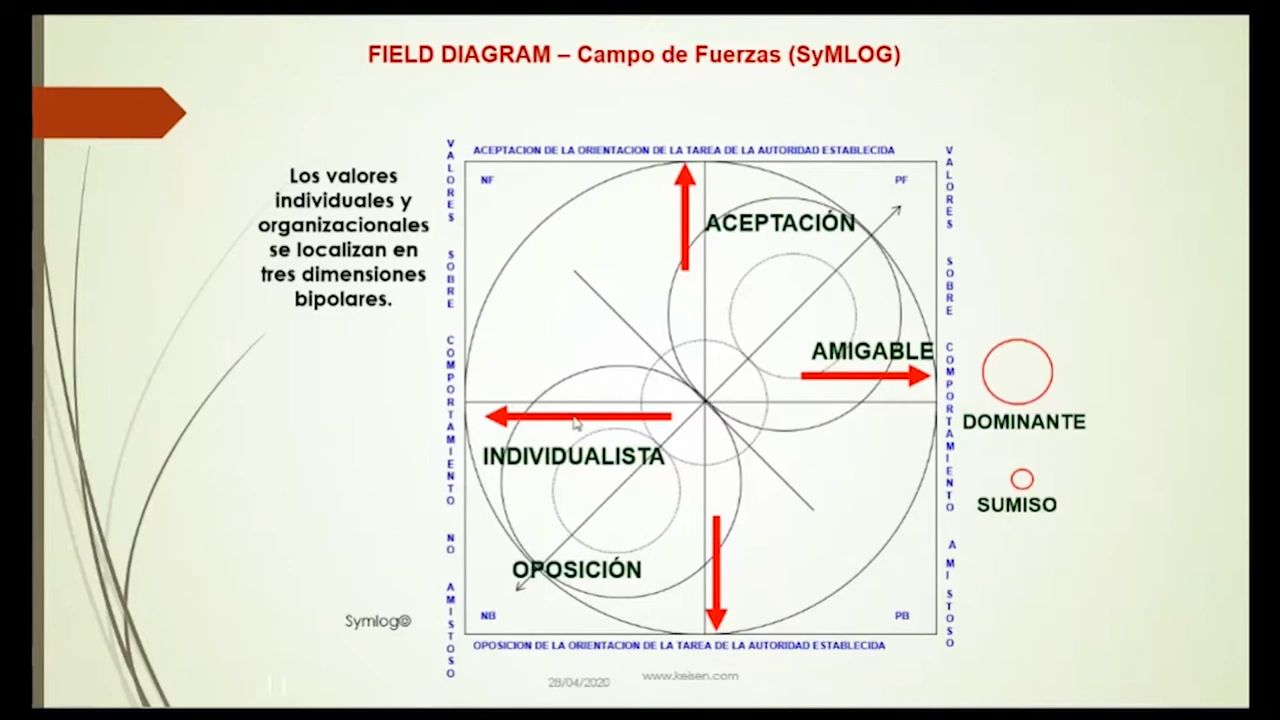 FIELD DIAGRAM – Campo de Fuerzas (SyMLOG)
Los valores
individuales y
organizacionales
se localizan en
tres dimensiones
bipolares.
ACEPTACION DE LA ORIENTACION DE LA TAREA DE LA AUTORIDAD ESTABLECIDA
VALORES SOBRE COMPORTAMIENTO NO AMISTOSO
NF
PF
ACEPTACIÓN
AMIGABLE
INDIVIDUALISTA
OPOSICIÓN
NB
PB
VALORES SOBRE COMPORTAMIENTO AMISTOSO
DOMINANTE
SUMISO
OPOSICION DE LA ORIENTACION DE LA TAREA DE LA AUTORIDAD ESTABLECIDA
Symlog©
28/04/2020
www.keisen.com
11